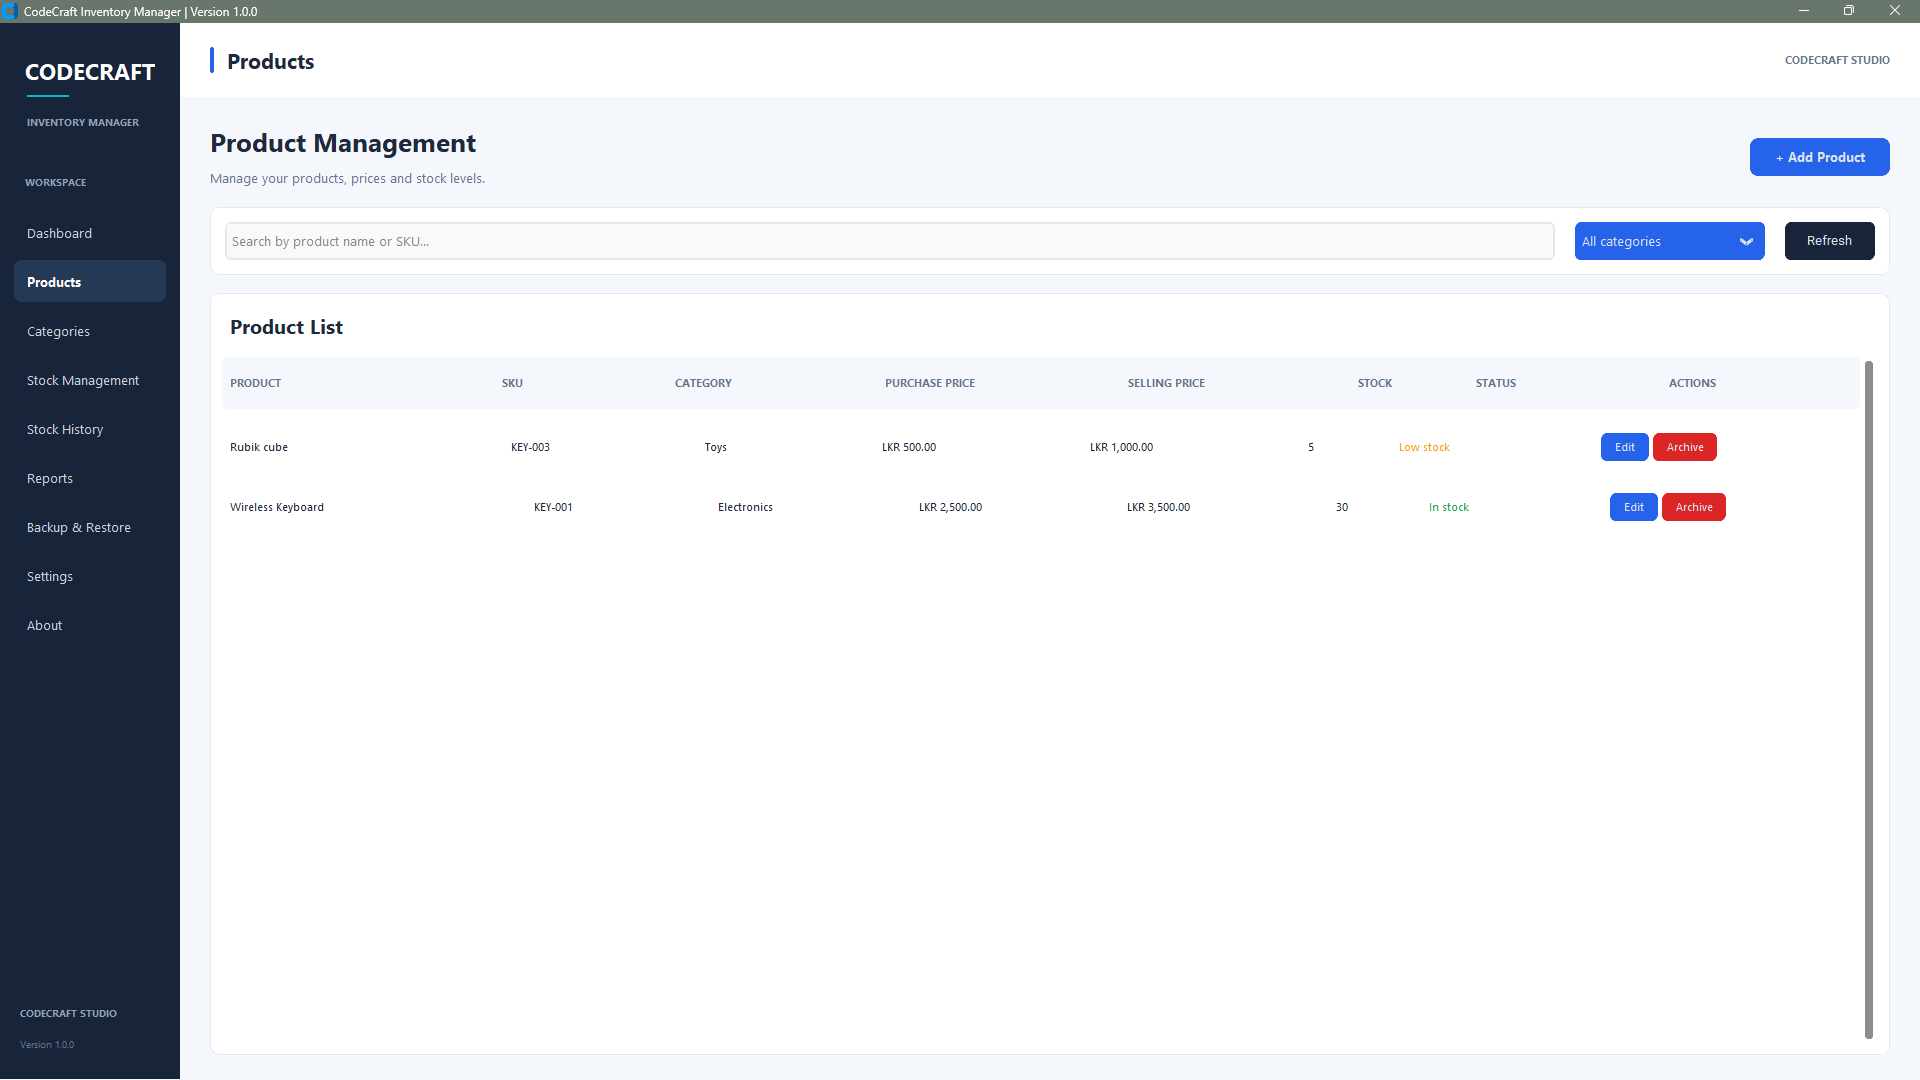 CodeCraft Inventory Manager | Version 1.0.0
CODECRAFT
INVENTORY MANAGER
WORKSPACE
Dashboard
Products
Categories
Stock Management
Stock History
Reports
Backup & Restore
Settings
About
CODECRAFT STUDIO
Version 1.0.0
Products
CODECRAFT STUDIO
Product Management
Manage your products, prices and stock levels.
+ Add Product
Search by product name or SKU...
All categories
Refresh
Product List
PRODUCT SKU CATEGORY PURCHASE PRICE SELLING PRICE STOCK STATUS ACTIONS
Rubik cube KEY-003 Toys LKR 500.00 LKR 1,000.00 5 Low stock Edit Archive
Wireless Keyboard KEY-001 Electronics LKR 2,500.00 LKR 3,500.00 30 In stock Edit Archive